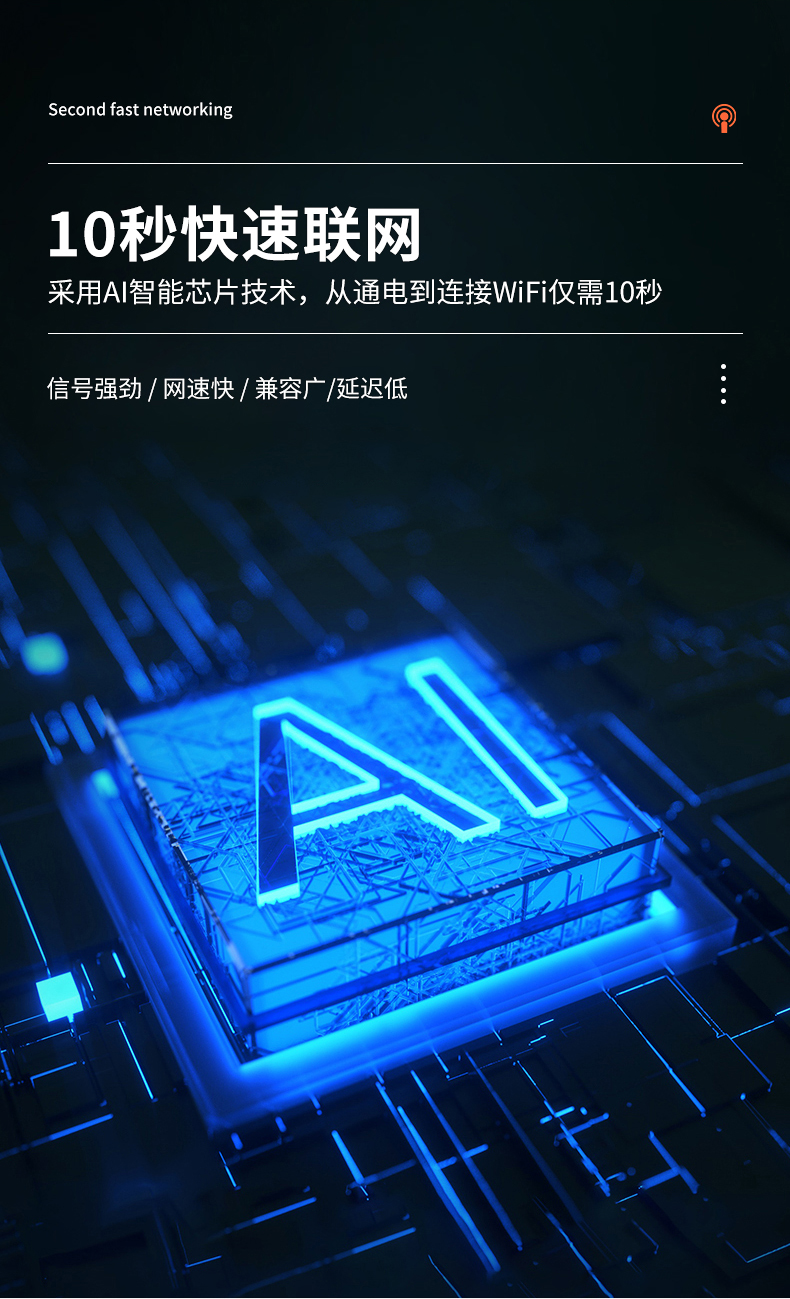 Second fast networking
10秒快速联网
采用AI智能芯片技术，从通电到连接WiFi仅需10秒
信号强劲 / 网速快 / 兼容广/延迟低
AI